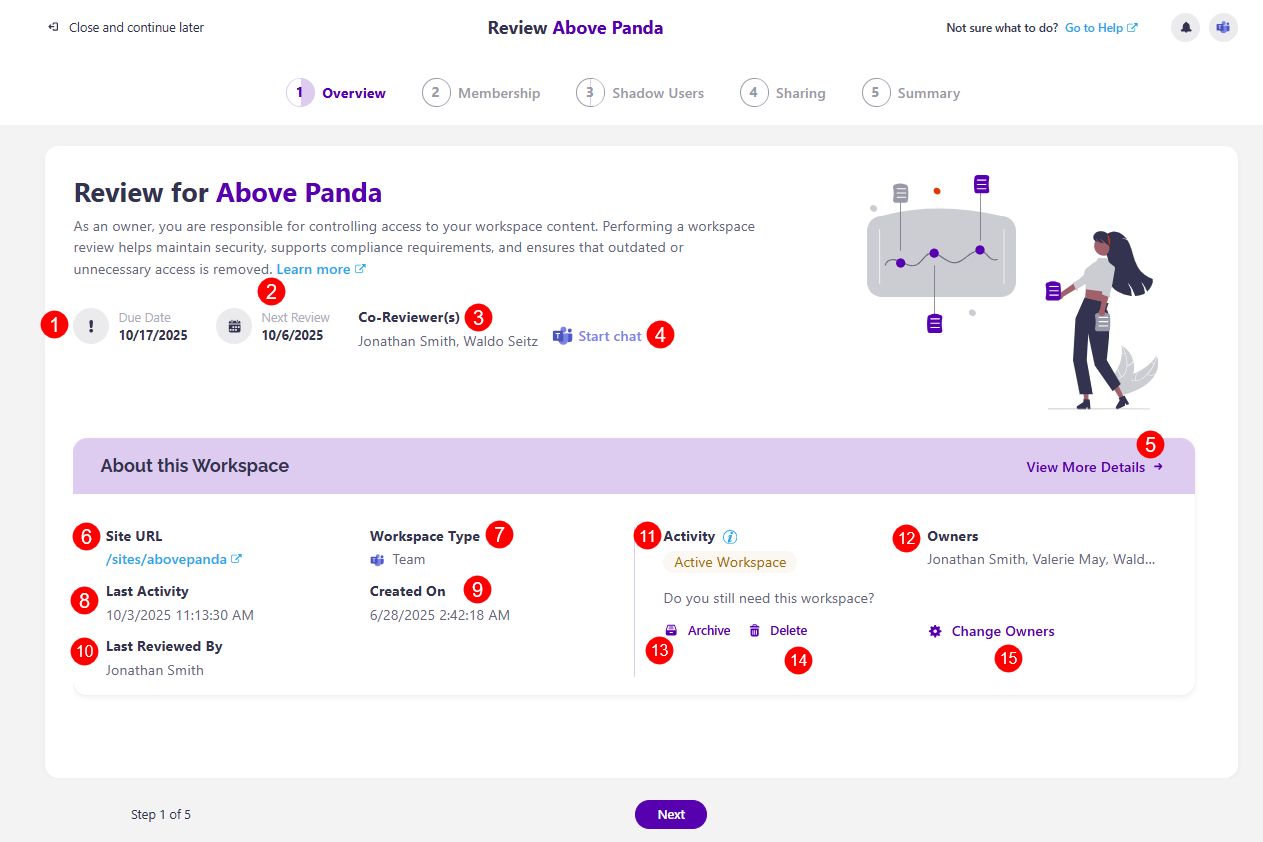 Close and continue later
Review Above Panda
Not sure what to do? Go to Help
1 Overview
2 Membership
3 Shadow Users
4 Sharing
5 Summary
Review for Above Panda
As an owner, you are responsible for controlling access to your workspace content. Performing a workspace
review helps maintain security, supports compliance requirements, and ensures that outdated or
unnecessary access is removed. Learn more
1
Due Date
10/17/2025
2
Next Review
10/6/2025
Co-Reviewer(s) 3
Jonathan Smith, Waldo Seitz
Start chat 4
About this Workspace
View More Details 5
6 Site URL
/sites/abovepanda
Workspace Type 7
Team
8 Last Activity
10/3/2025 11:13:30 AM
Created On 9
6/28/2025 2:42:18 AM
10 Last Reviewed By
Jonathan Smith
11 Activity
Active Workspace
Do you still need this workspace?
Archive
13
Delete
14
12 Owners
Jonathan Smith, Valerie May, Wald...
Change Owners
15
Step 1 of 5
Next